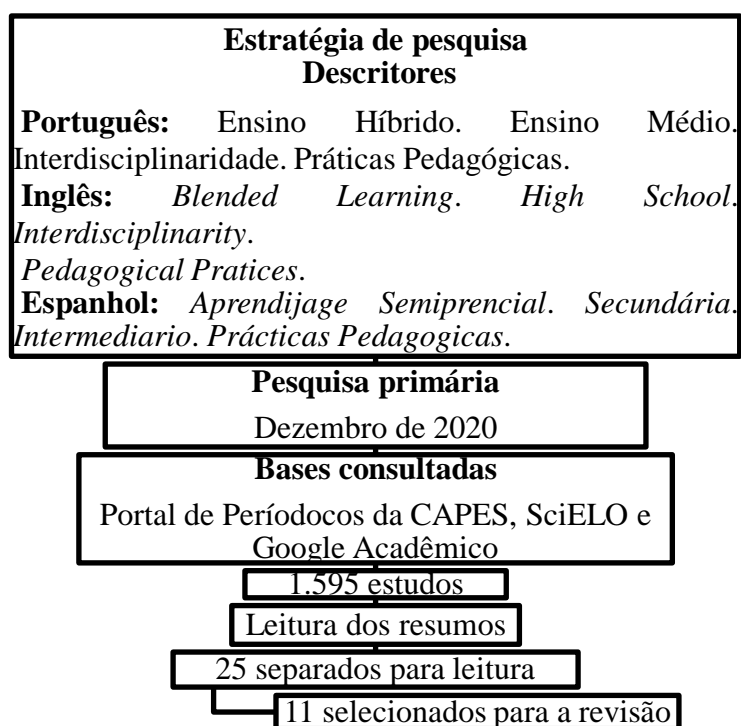 Estratégia de pesquisa
Descritores
Português: Ensino Híbrido. Ensino Médio.
Interdisciplinaridade. Práticas Pedagógicas.
Inglês: Blended Learning. High School.
Interdisciplinarity.
Pedagogical Pratices.
Espanhol: Aprendijage Semiprencial. Secundária.
Intermediario. Prácticas Pedagogicas.
Pesquisa primária
Dezembro de 2020
Bases consultadas
Portal de Períodocos da CAPES, SciELO e
Google Acadêmico
1.595 estudos
Leitura dos resumos
25 separados para leitura
11 selecionados para a revisão